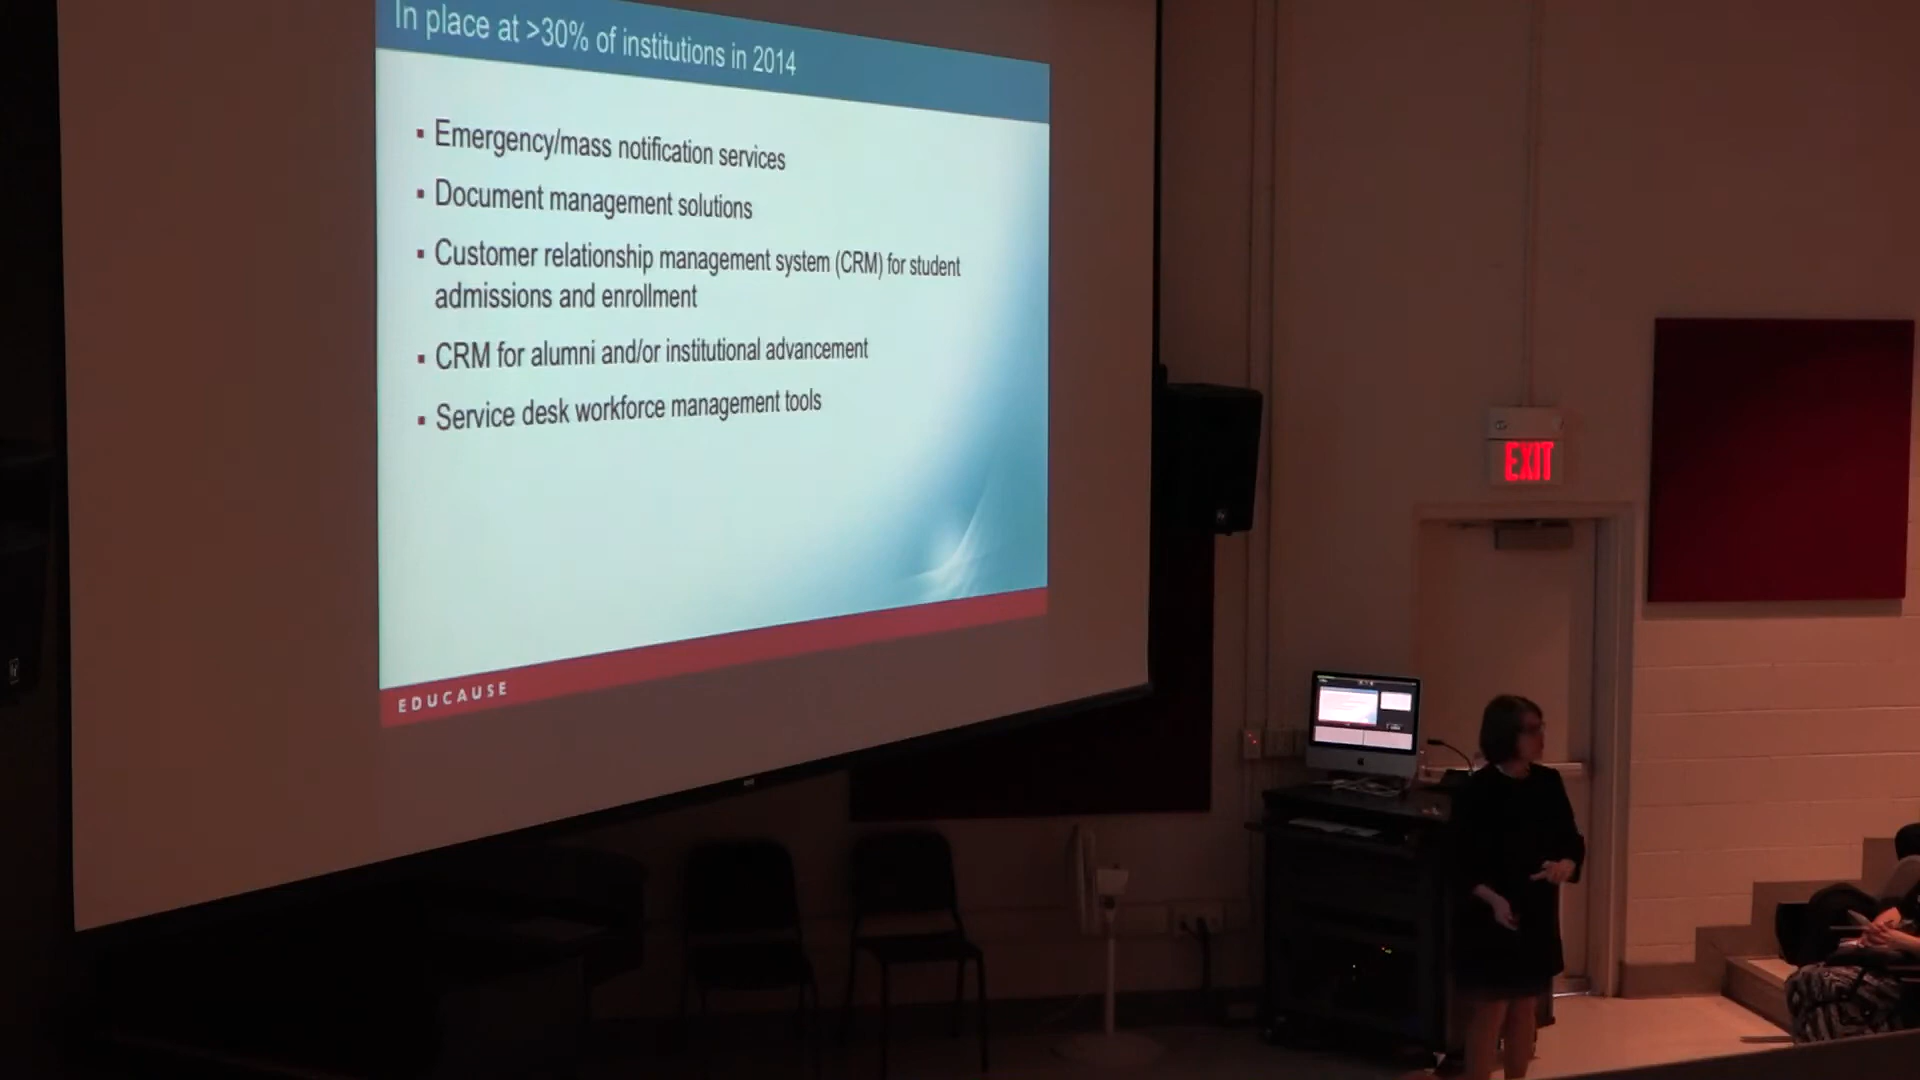 In place at >30% of institutions in 2014
▪ Emergency/mass notification services
▪ Document management solutions
▪ Customer relationship management system (CRM) for student
admissions and enrollment
▪ CRM for alumni and/or institutional advancement
▪ Service desk workforce management tools
EDUCAUSE
EXIT